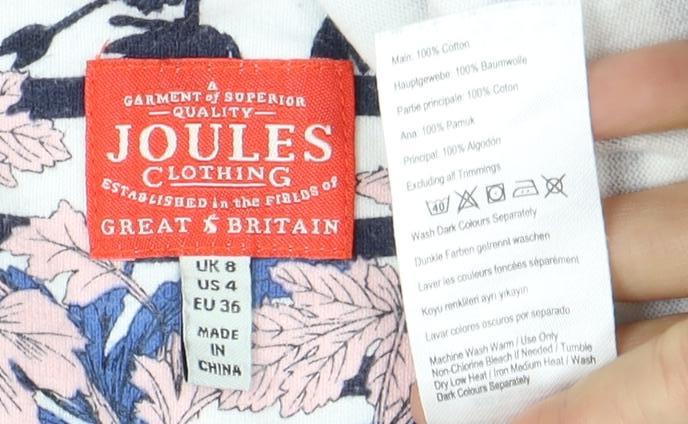 A
GARMENT of SUPERIOR
QUALITY
JOULES
CLOTHING
ESTABLISHED in the FIELDS OF
GREAT BRITAIN
UK 8
US 4
EU 36
MADE
IN
CHINA
Main: 100% Cotton
Hauptgewebe: 100% Baumwolle
Partie principale: 100% Coton
Ana: 100% Pamuk
Principal: 100% Algodón
Excluding all Trimmings
40
Wash Dark Colours Separately
Dunkle Farben getrennt waschen
Laver les couleurs foncées séparément
Koyu renklileri ayrı yıkayın
Lavar colores oscuros por separado
Machine Wash Warm / Use Only
Non-Chlorine Bleach if Needed / Tumble
Dry Low Heat / Iron Medium Heat / Wash
Dark Colours Separately